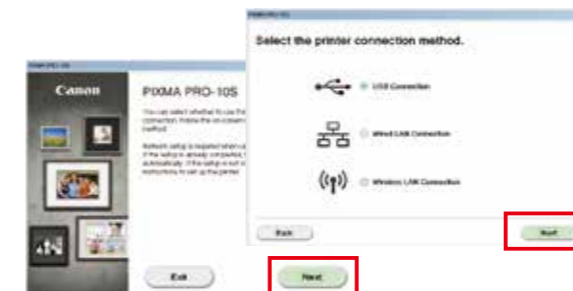 Canon
PIXMA PRO-10S
You can select whether to use the
connection. Follow the on-screen
method.
Network setup is required when
If the setup is already completed,
automatically. If the setup is not
instructions to set up the printer.
Exit
Next
Select the printer connection method.
USB Connection
Wired LAN Connection
Wireless LAN Connection
Back
Next